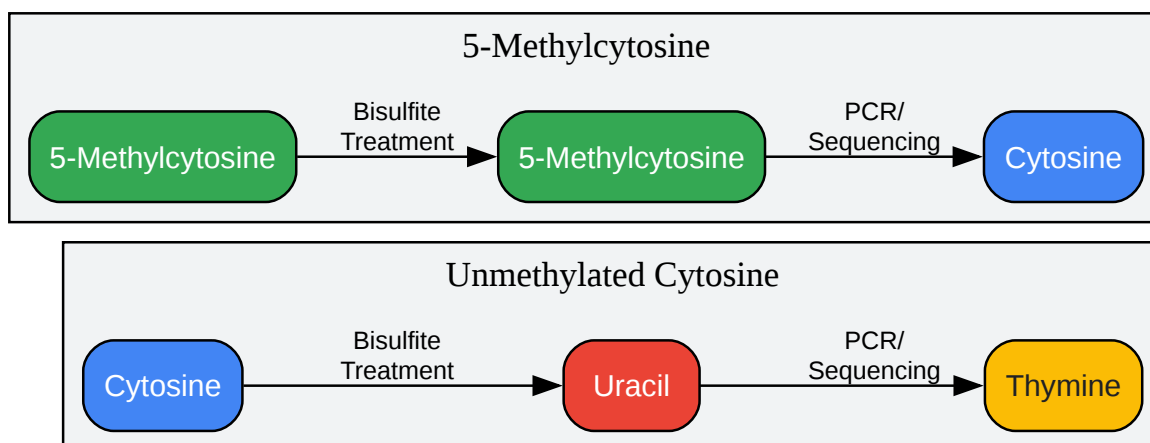 5-Methylcytosine
Bisulfite
Treatment
PCR/
Sequencing
5-Methylcytosine
5-Methylcytosine
Cytosine
Unmethylated Cytosine
Bisulfite
Treatment
PCR/
Sequencing
Cytosine
Uracil
Thymine